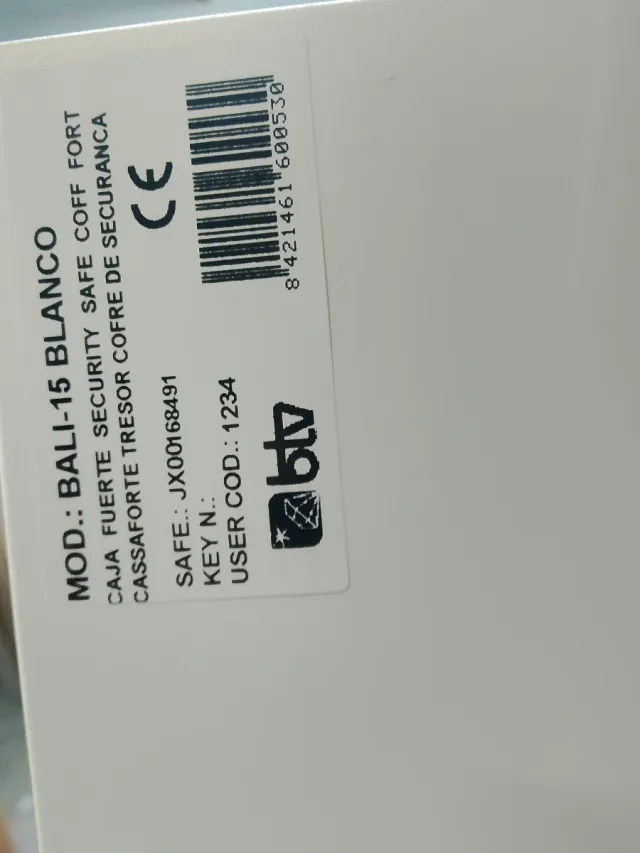 MOD.: BALI-15 BLANCO
CAJA FUERTE SECURITY SAFE COFF FORT
CASSAFORTE TRESOR COFRE DE SECURANCA
SAFE.: JX00168491
KEY N.:
USER COD.: 1234
CE
8 421461 600530
btv